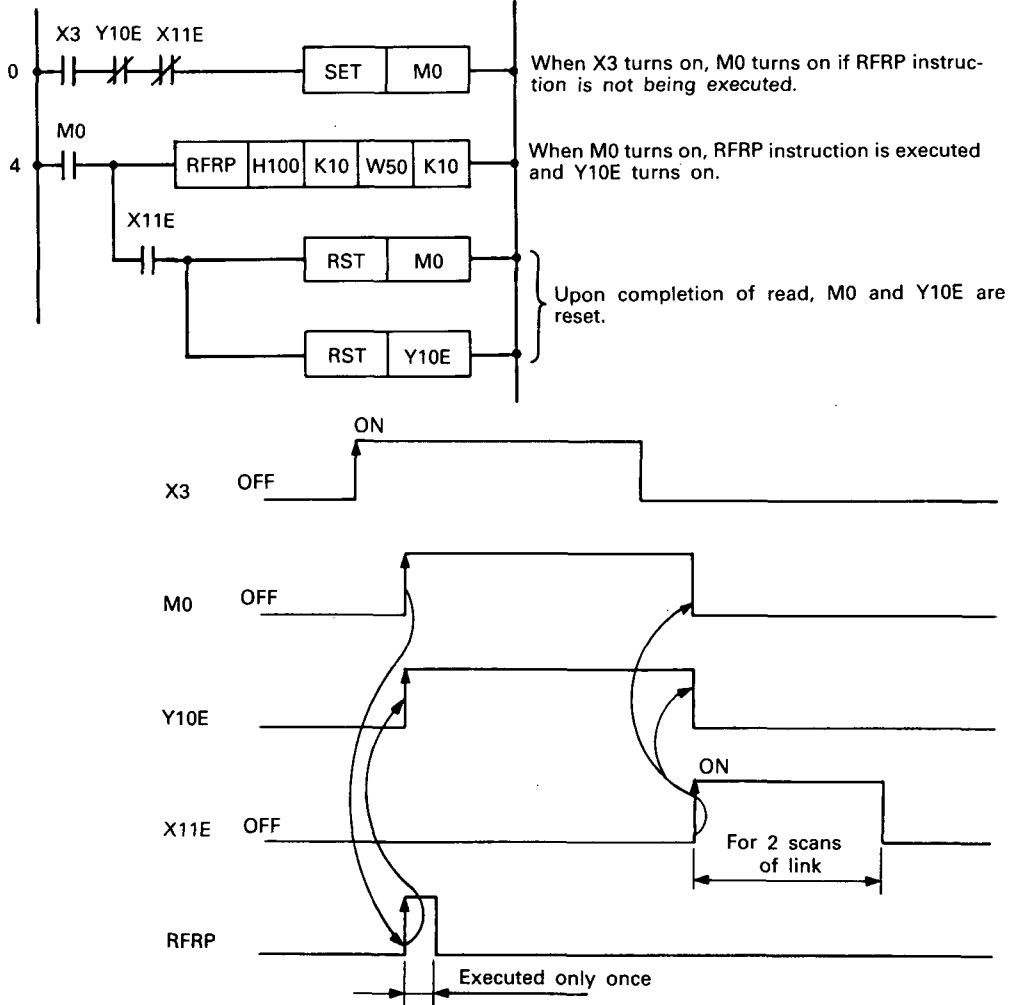 X3 Y10E X11E
0 SET M0
When X3 turns on, M0 turns on if RFRP instruc-
tion is not being executed.
M0
4 RFRP H100 K10 W50 K10
When M0 turns on, RFRP instruction is executed
and Y10E turns on.
X11E
RST M0
RST Y10E
Upon completion of read, M0 and Y10E are
reset.
ON
X3 OFF
M0 OFF
Y10E OFF
ON
X11E OFF
For 2 scans
of link
RFRP
Executed only once